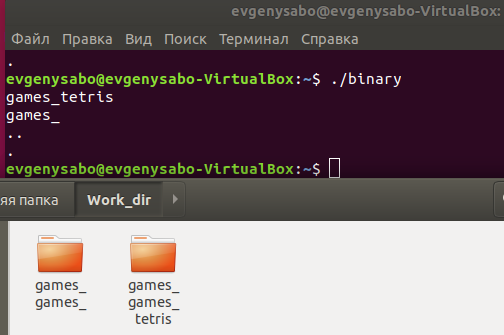 evgenysabo@evgenysabo-VirtualBox:
Файл Правка Вид Поиск Терминал Справка
.
evgenysabo@evgenysabo-VirtualBox:~$ ./binary
games_tetris
games_
..
.
evgenysabo@evgenysabo-VirtualBox:~$
яя папка Work_dir
games_
games_
games_
games_
tetris